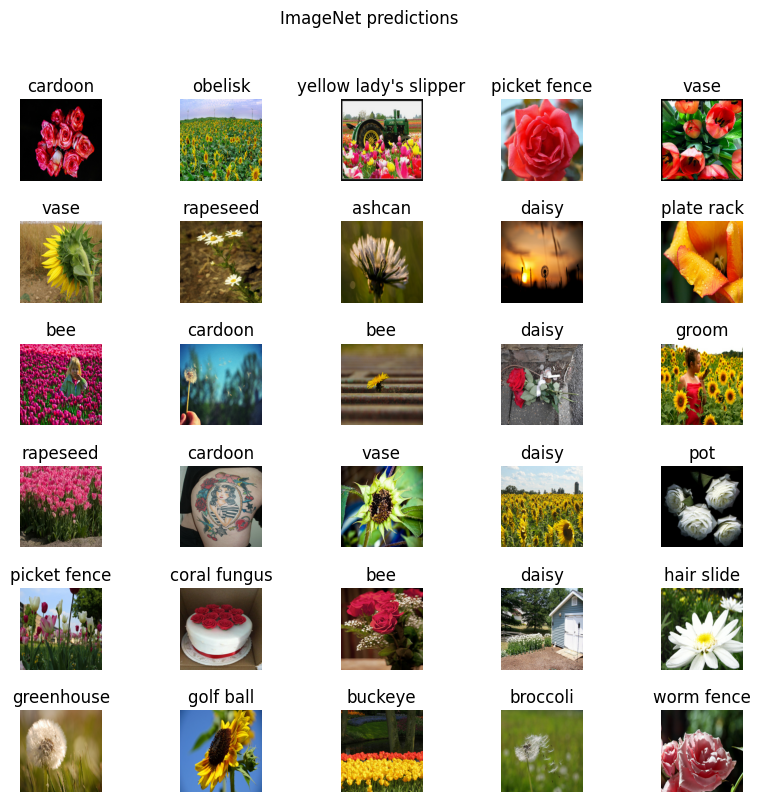 ImageNet predictions
cardoon obelisk yellow lady's slipper picket fence vase
vase rapeseed ashcan daisy plate rack
bee cardoon bee daisy groom
rapeseed cardoon vase daisy pot
picket fence coral fungus bee daisy hair slide
greenhouse golf ball buckeye broccoli worm fence